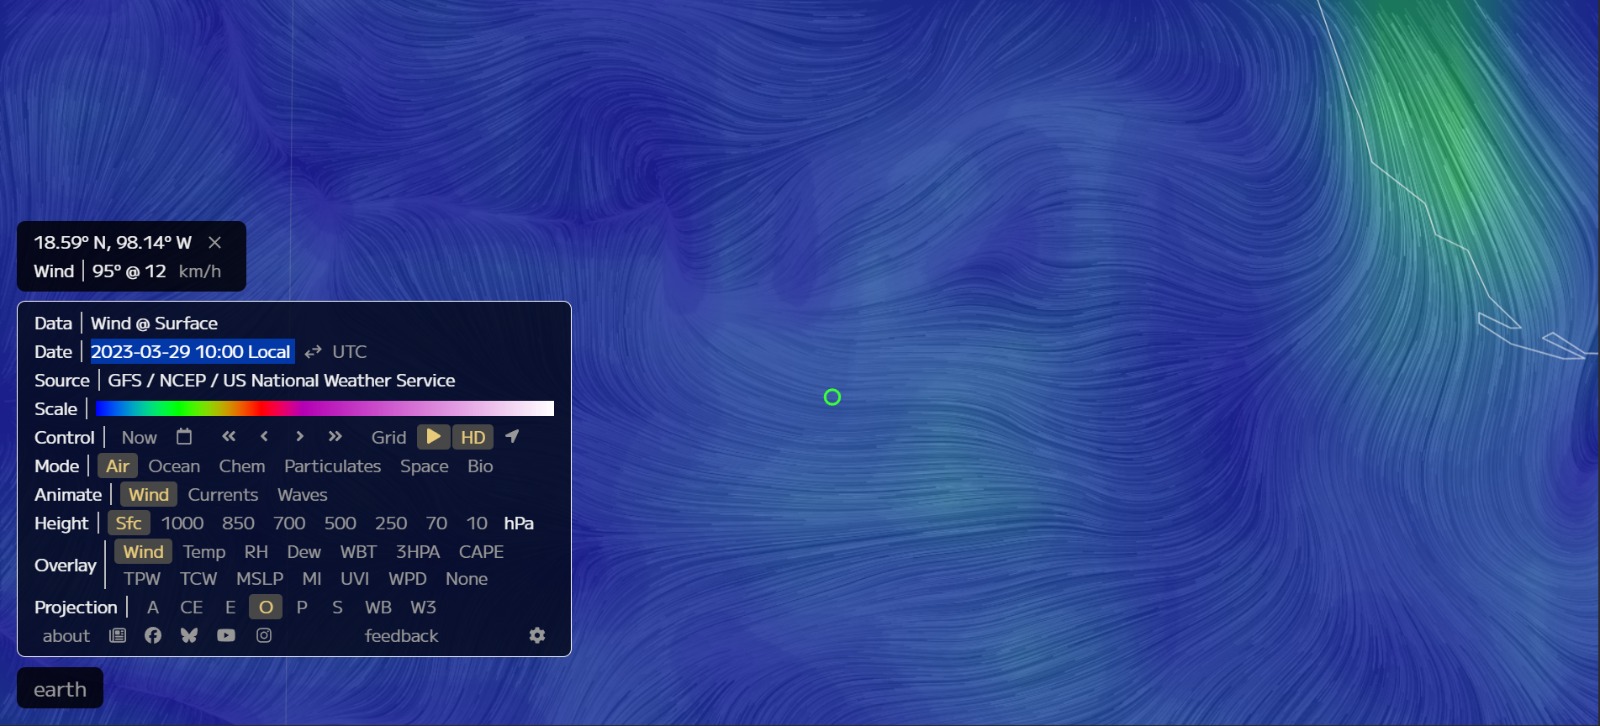 18.59° N, 98.14° W ×
Wind | 95° @ 12 km/h
Data | Wind @ Surface
Date | 2023-03-29 10:00 Local ⇄ UTC
Source | GFS / NCEP / US National Weather Service
Scale |
Control | Now « ‹ › » Grid HD
Mode | Air Ocean Chem Particulates Space Bio
Animate | Wind Currents Waves
Height | Sfc 1000 850 700 500 250 70 10 hPa
Overlay | Wind Temp RH Dew WBT 3HPA CAPE
TPW TCW MSLP MI UVI WPD None
Projection | A CE E O P S WB W3
about feedback
earth